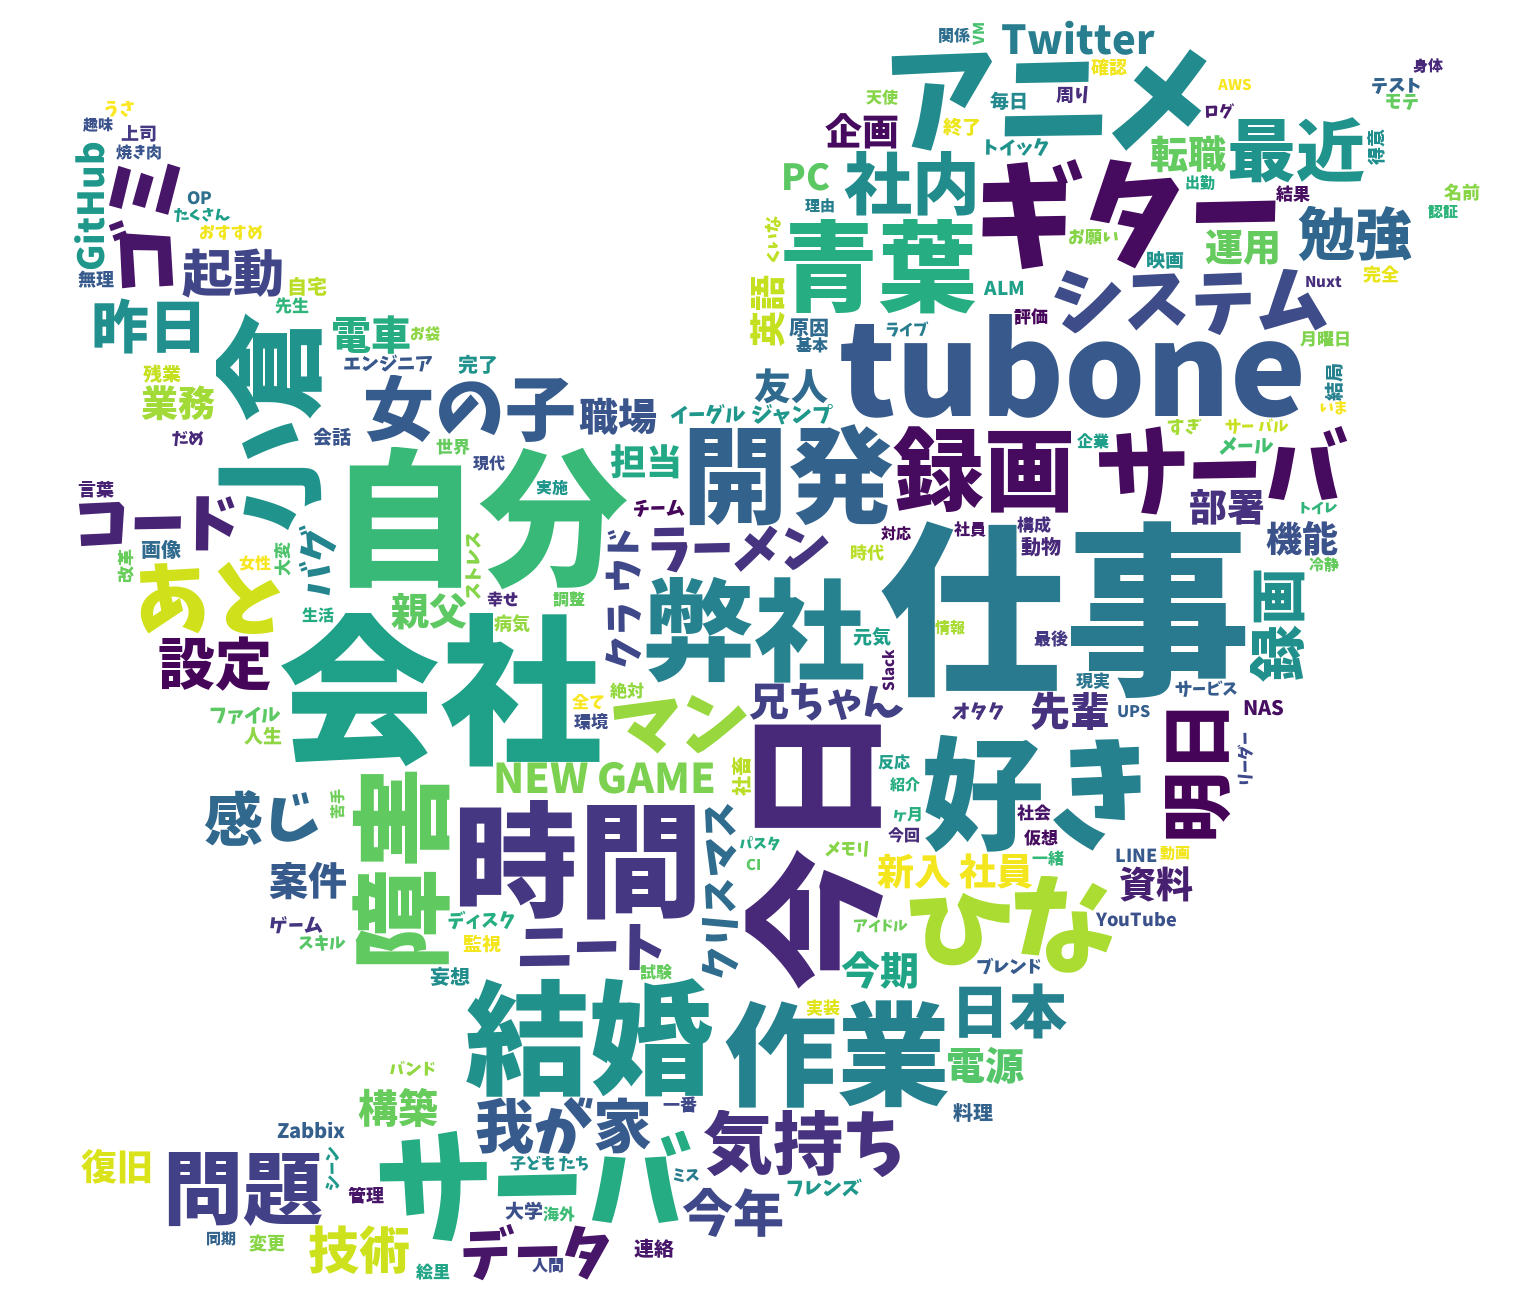 関係
VM
Twitter
アニメ
確認
身体
テスト
モテ
AWS
天使
毎日
周り
ログ
うさ
趣味
上司
焼き肉
企画
終了
トイック
転職
最近
得意
GitHub
ゴミ
OP
たくさん
おすすめ
PC
社内
ギター
出勤
結果
名前
認証
理由
青葉
お願い
運用
勉強
くいな
映画
完全
無理
起動
自宅
先生
英語
ALM
システム
Nuxt
昨日
小倉
電車
お袋
原因
基本
ライブ
評価
tubone
月曜日
エンジニア
完了
残業
業務
女の子
職場
友人
結局
いま
イーグル ジャンプ
だめ
会話
世界
現代
担当
開発
録画
企業
サーバ
すぎ
サーバル
メール
言葉
コード
自分
実施
チーム
部署
トイレ
画像
改革
女性
大変
バグ
ストレス
クラウド
ラーメン
対応
社員
構成
動物
時代
機能
冷静
あと
生活
親父
幸せ
病気
調整
弊社
仕事
録画
元気
情報
最後
設定
会社
Slack
ファイル
人生
全て
環境
絶対
マン
兄ちゃん
オタク
先輩
現実
サービス
UPS
NAS
明日
リーダー
NEW GAME
社畜
今日
反応
紹介
好き
感じ
苦手
障害
時間
クリスマス
ケ月
今回
社会
仮想
パスタ
CI
メモリ
一緒
LINE
動画
案件
新入 社員
資料
ゲーム
スキル
ディスク
監視
ニート
アイドル
ひな
YouTube
妄想
試験
今期
ブレンド
結婚
実装
作業
日本
電源
バンド
構築
我が家
一番
料理
Zabbix
気持ち
復旧
問題
シーン
サーバ
子どもたち
ミス
フレンズ
管理
大学
海外
今年
同期
変更
技術
データ
人間
連絡
絵里